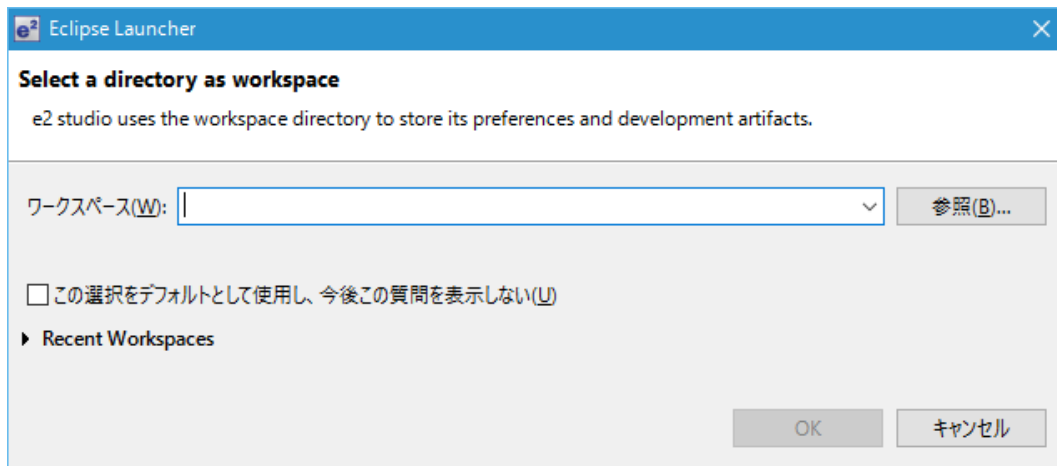 e² Eclipse Launcher
Select a directory as workspace
e2 studio uses the workspace directory to store its preferences and development artifacts.
ワークスペース(W): 参照(B)...
この選択をデフォルトとして使用し、今後この質問を表示しない(U)
Recent Workspaces
OK キャンセル